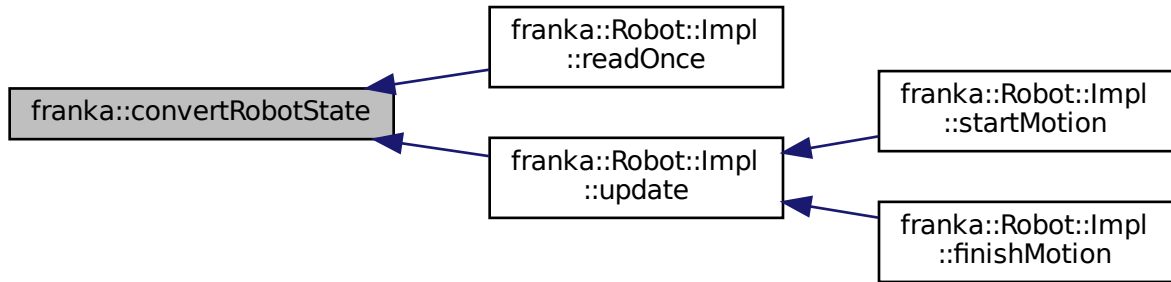 franka::convertRobotState
franka::Robot::Impl
::readOnce
franka::Robot::Impl
::update
franka::Robot::Impl
::startMotion
franka::Robot::Impl
::finishMotion